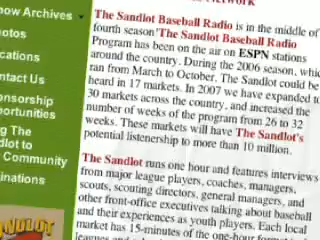 how Archives
otos
cations
ntact Us
onsorship
portunities
g The
dlot to
Community
inations
NDLOT
The Sandlot Baseball Radio is in the middle of
fourth season"The Sandlot Baseball Radio
Program has been on the air on ESPN stations
around the country. During the 2006 season, whic
ran from March to October. The Sandlot could be
heard in 17 markets. In 2007 we have expanded to
30 markets across the country, and increased the
number of weeks of the program from 26 to 32
weeks. These markets will have The Sandlot's
potential listenership to more than 10 million.
The Sandlot runs one hour and features interviews
from major league players, coaches, managers,
scouts, scouting directors, general managers, and
other front-office executives talking about baseball
and their experiences as youth players. Each local
market has 15-minutes of the one-hour